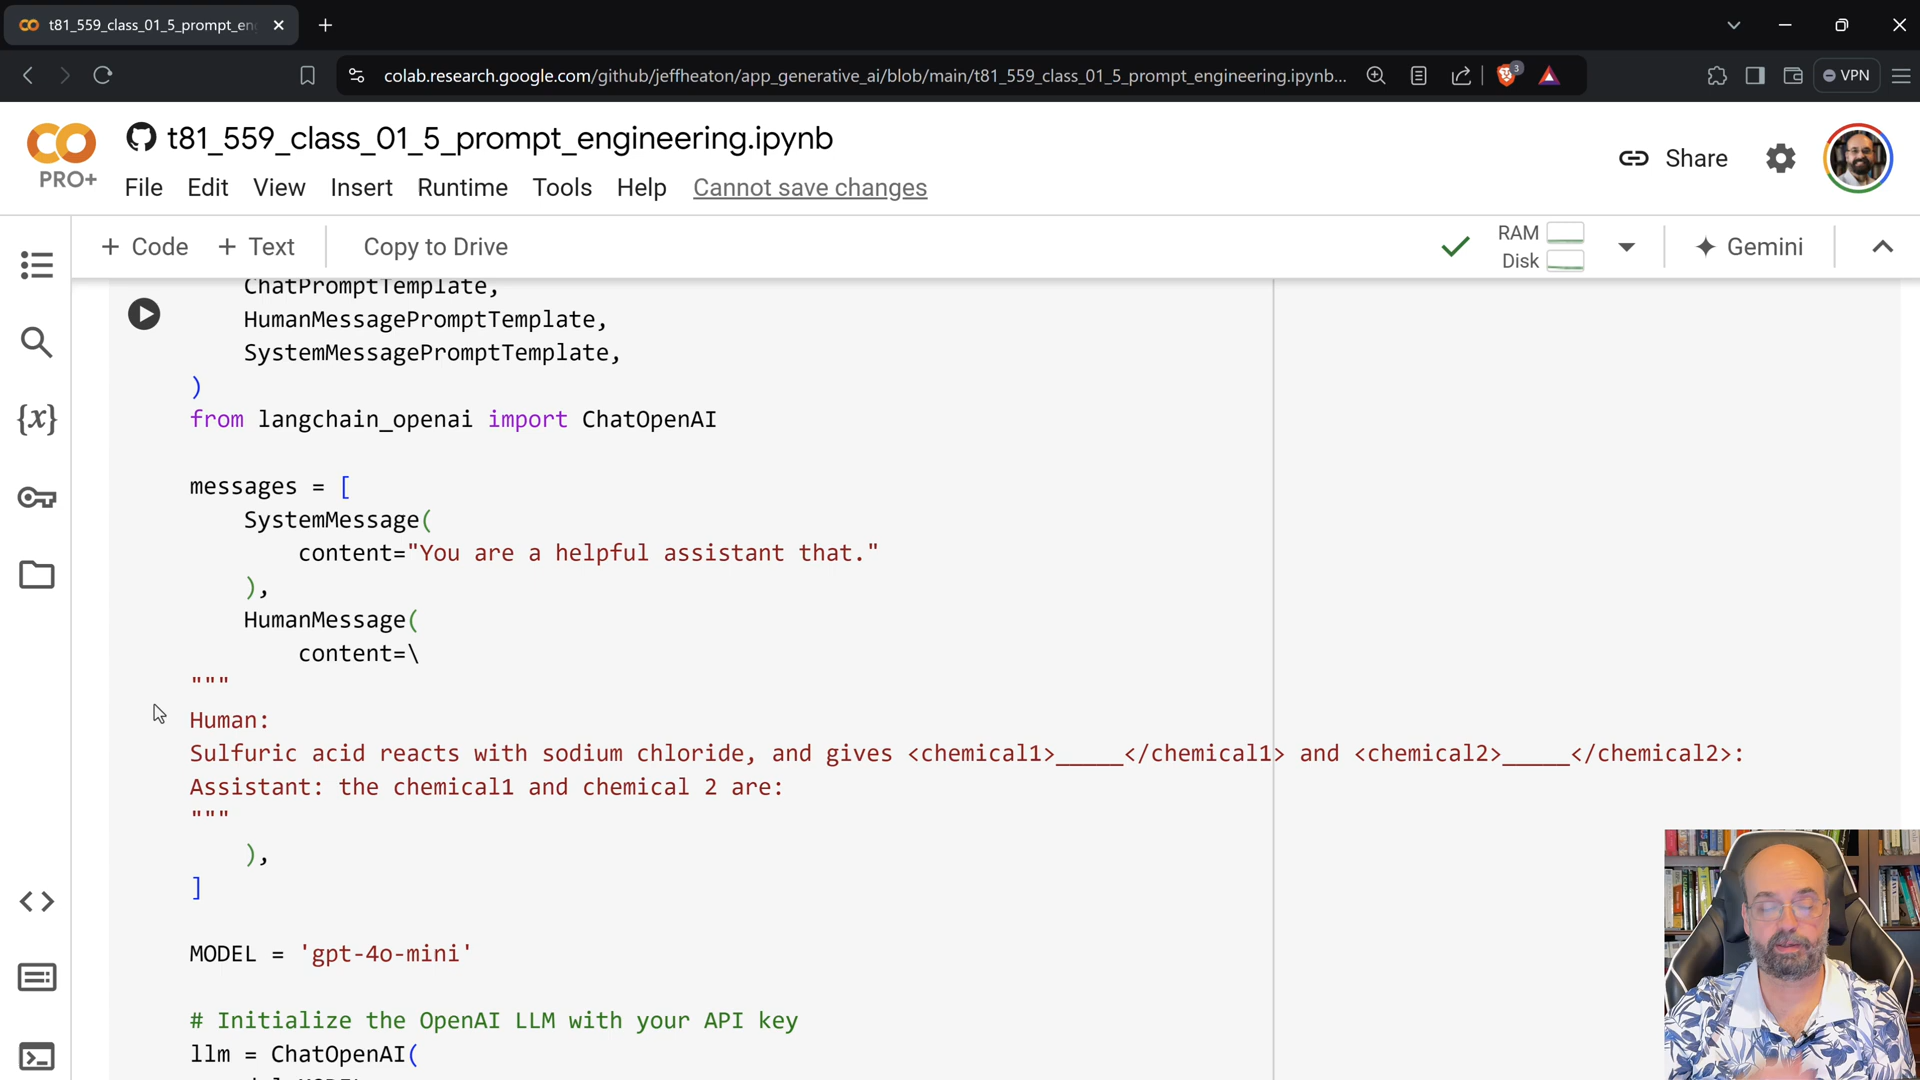 t81_559_class_01_5_prompt_en
colab.research.google.com/github/jeffheaton/app_generative_ai/blob/main/t81_559_class_01_5_prompt_engineering.ipynb...
3
VPN
PRO+
t81_559_class_01_5_prompt_engineering.ipynb
File Edit View Insert Runtime Tools Help Cannot save changes
Share
+ Code + Text Copy to Drive
RAM
Disk
Gemini
{x}
ChatPromptTemplate,
HumanMessagePromptTemplate,
SystemMessagePromptTemplate,
)
from langchain_openai import ChatOpenAI
messages = [
SystemMessage(
content="You are a helpful assistant that."
),
HumanMessage(
content=\
"""
Human:
Sulfuric acid reacts with sodium chloride, and gives <chemical1>_____</chemical1> and <chemical2>_____</chemical2>:
Assistant: the chemical1 and chemical 2 are:
"""
),
]
MODEL = 'gpt-4o-mini'
# Initialize the OpenAI LLM with your API key
llm = ChatOpenAI(